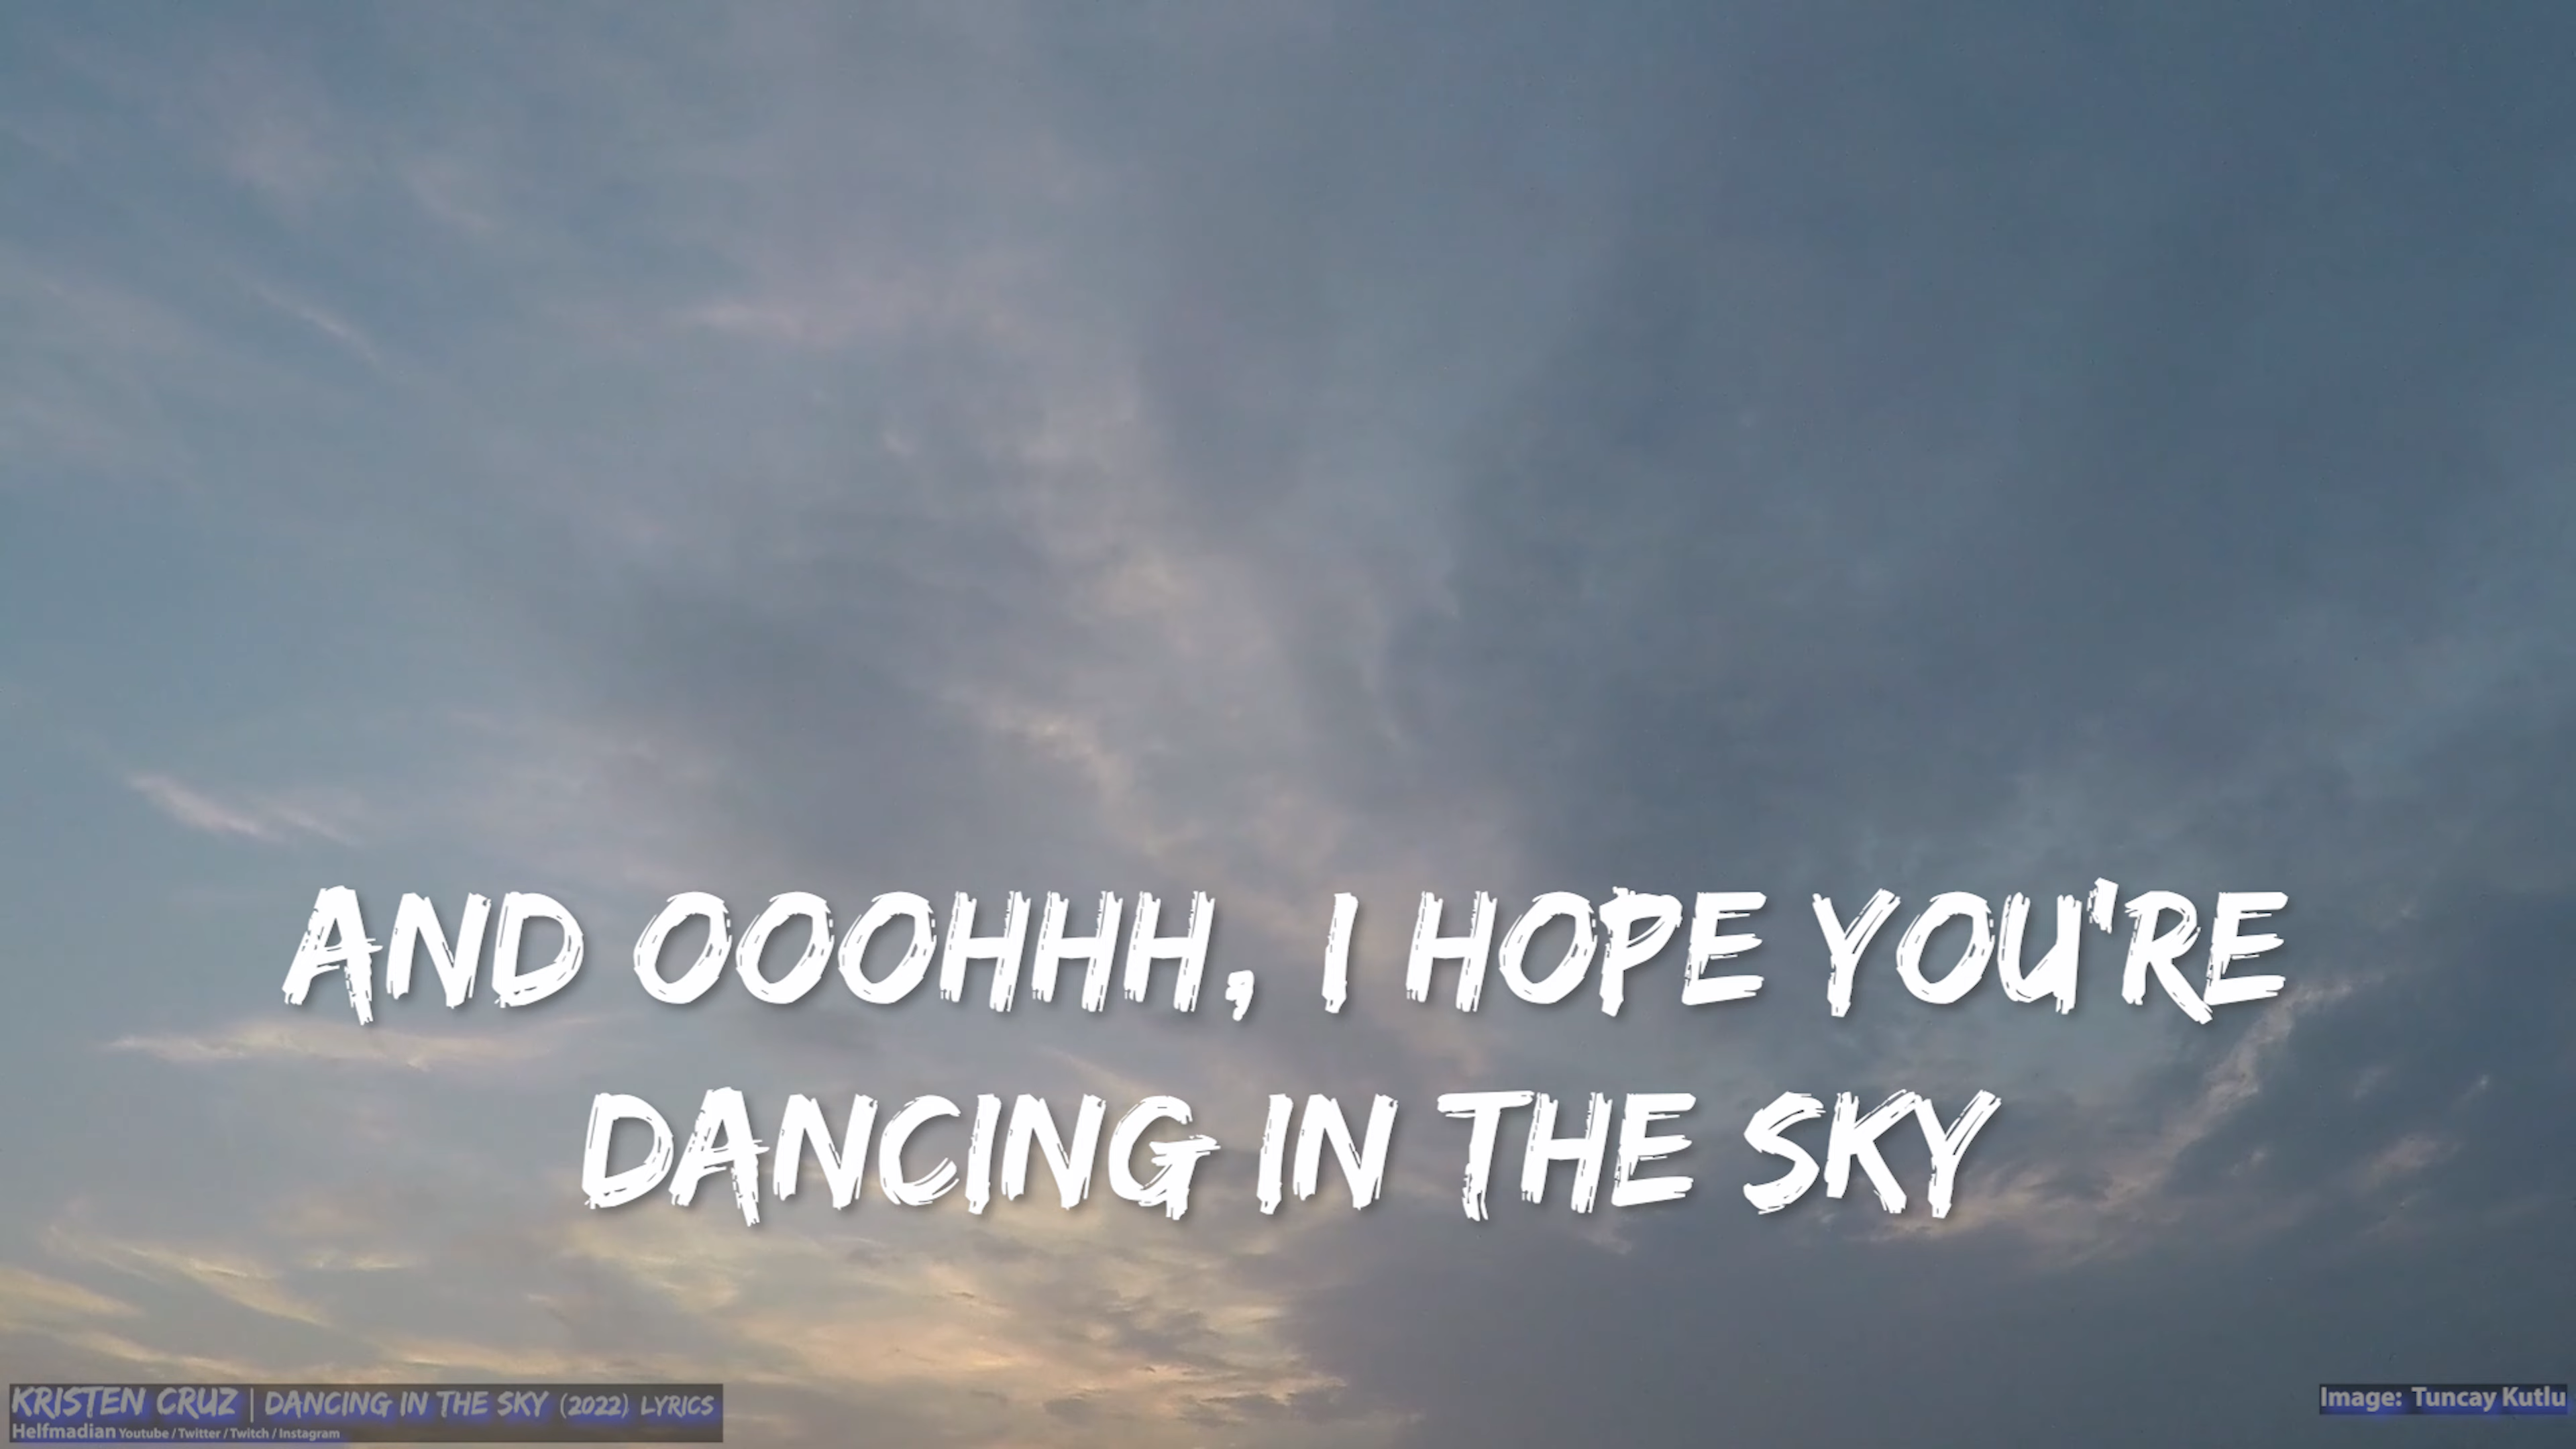 AND OOOHHH, I HOPE YOU'RE
DANCING IN THE SKY
KRISTEN CRUZ | DANCING IN THE SKY (2022) LYRICS
Helfmadian Youtube / Twitter / Twitch / Instagram
Image: Tuncay Kutlu